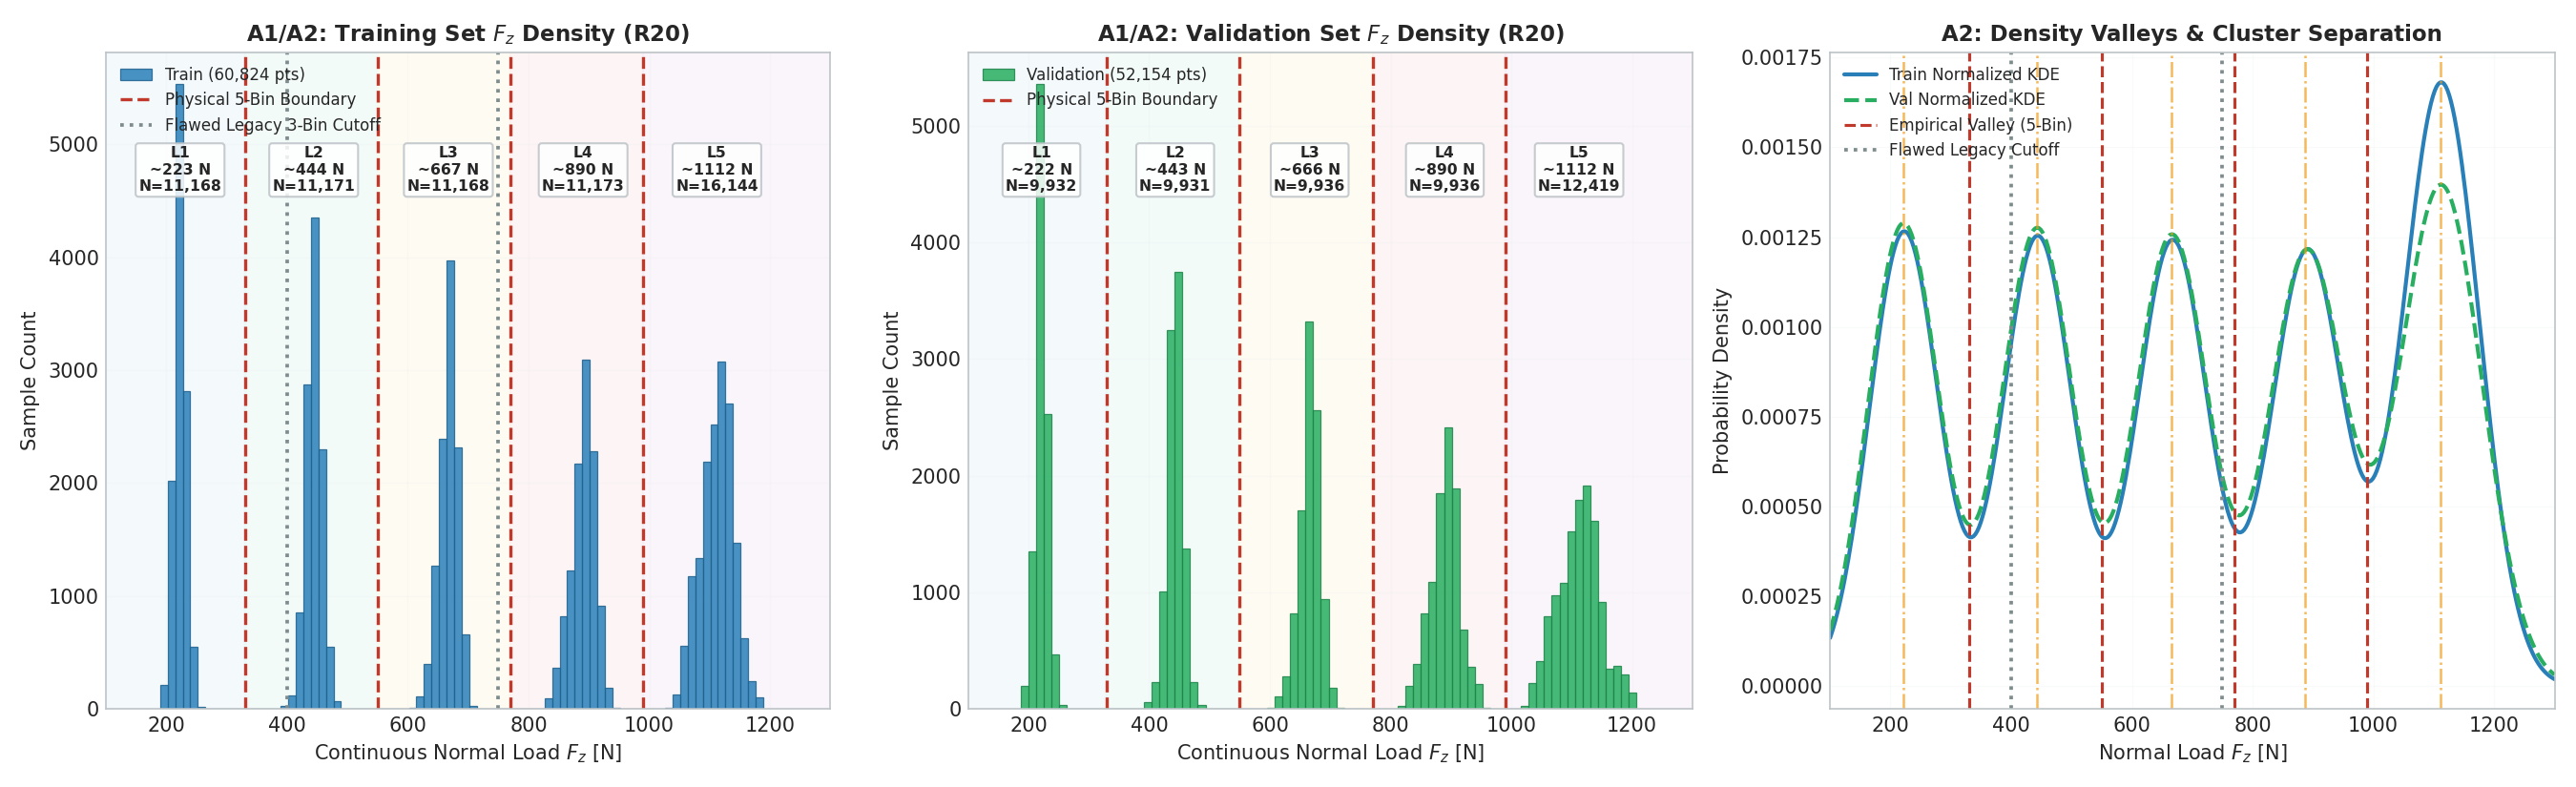 A1/A2: Training Set F_z Density (R20)
Train (60,824 pts)
Physical 5-Bin Boundary
Flawed Legacy 3-Bin Cutoff
L1
~223 N
N=11,168
L2
~444 N
N=11,171
L3
~667 N
N=11,168
L4
~890 N
N=11,173
L5
~1112 N
N=16,144
5000
4000
3000
2000
1000
0
Sample Count
200 400 600 800 1000 1200
Continuous Normal Load F_z [N]
A1/A2: Validation Set F_z Density (R20)
Validation (52,154 pts)
Physical 5-Bin Boundary
L1
~222 N
N=9,932
L2
~443 N
N=9,931
L3
~666 N
N=9,936
L4
~890 N
N=9,936
L5
~1112 N
N=12,419
5000
4000
3000
2000
1000
0
Sample Count
200 400 600 800 1000 1200
Continuous Normal Load F_z [N]
A2: Density Valleys & Cluster Separation
Train Normalized KDE
Val Normalized KDE
Empirical Valley (5-Bin)
Flawed Legacy Cutoff
0.00175
0.00150
0.00125
0.00100
0.00075
0.00050
0.00025
0.00000
Probability Density
200 400 600 800 1000 1200
Normal Load F_z [N]